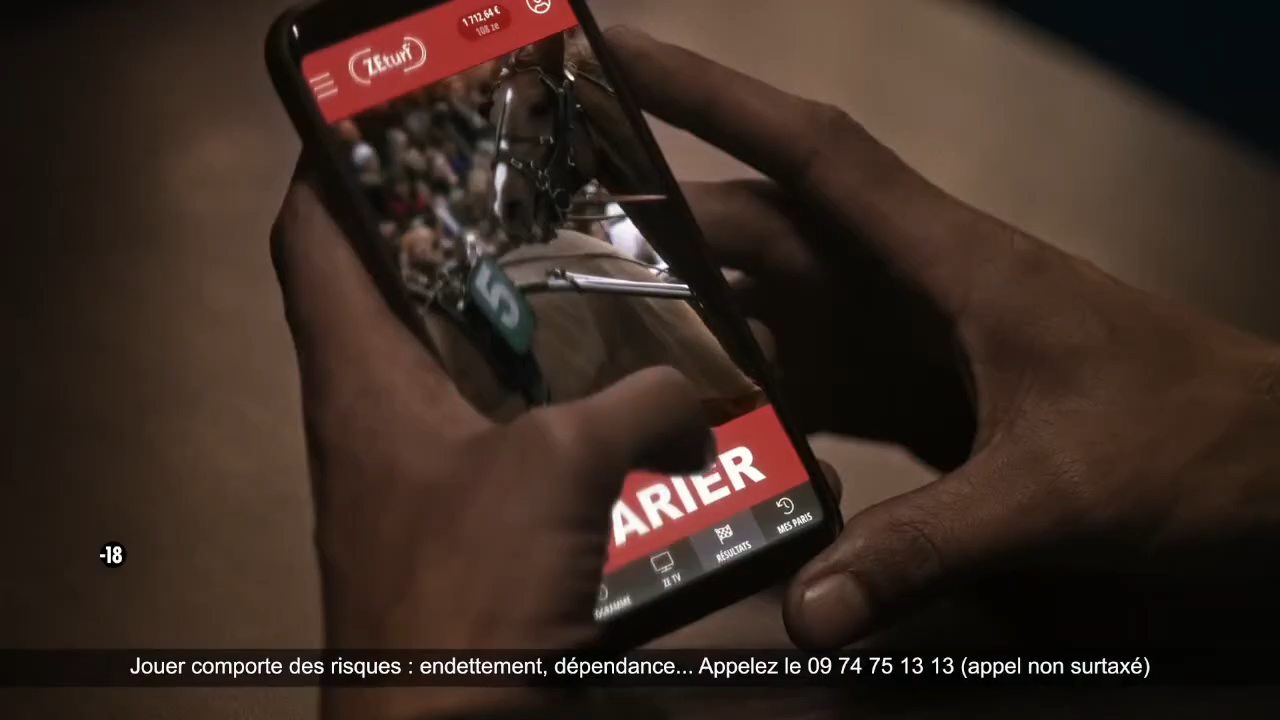 1 712,64 €
108 ze
ZEturf
5
ARIER
MES PARIS
RÉSULTATS
ZE TV
-18
Jouer comporte des risques : endettement, dépendance... Appelez le 09 74 75 13 13 (appel non surtaxé)